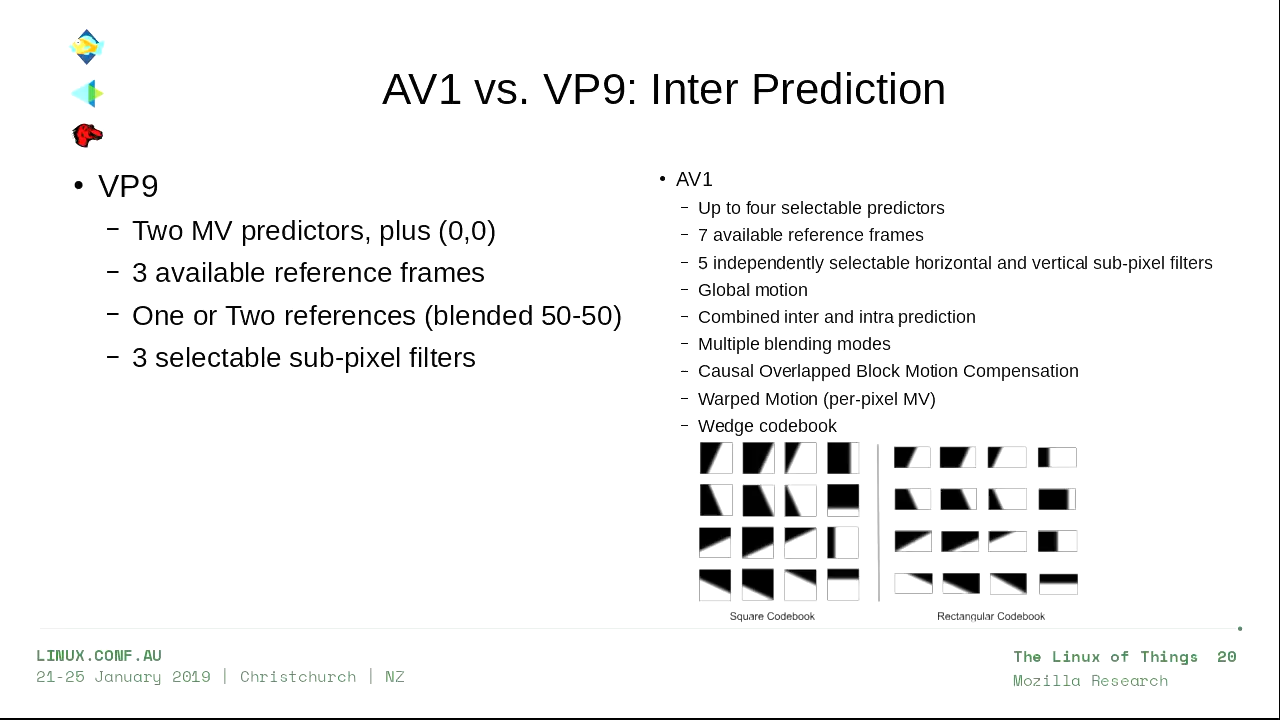 AV1 vs. VP9: Inter Prediction
• VP9
– Two MV predictors, plus (0,0)
– 3 available reference frames
– One or Two references (blended 50-50)
– 3 selectable sub-pixel filters
• AV1
– Up to four selectable predictors
– 7 available reference frames
– 5 independently selectable horizontal and vertical sub-pixel filters
– Global motion
– Combined inter and intra prediction
– Multiple blending modes
– Causal Overlapped Block Motion Compensation
– Warped Motion (per-pixel MV)
– Wedge codebook
Square Codebook
Rectangular Codebook
LINUX.CONF.AU
21-25 January 2019 | Christchurch | NZ
The Linux of Things 20
Mozilla Research